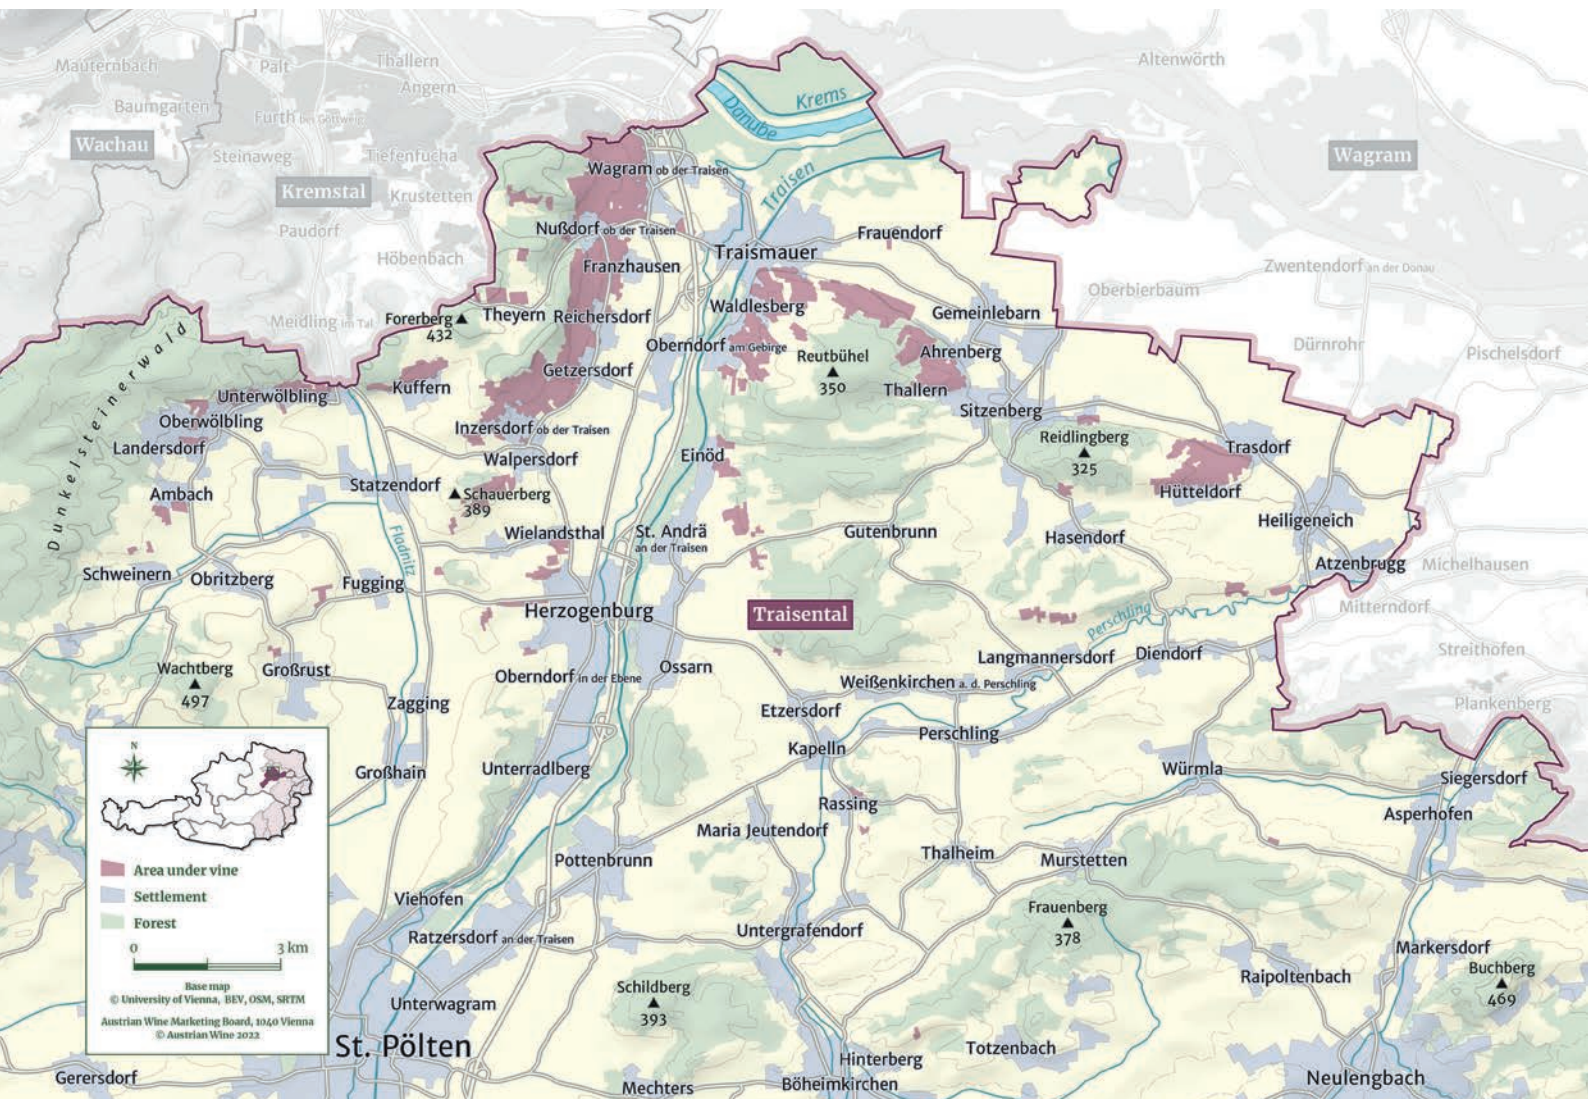 Mauternbach
Palt
Thallern
Angern
Altenwörth
Baumgarten
Furth bei Göttweig
Krems
Danube
Wachau
Steinaweg
Tiefenfucha
Wagram
Wagram ob der Traisen
Kremstal
Krustetten
Traisen
Paudorf
Nußdorf ob der Traisen
Frauendorf
Höbenbach
Franzhausen
Traismauer
Zwentendorf an der Donau
Oberbierbaum
Meidling im Tal
Forerberg
432
Theyern
Reichersdorf
Waldlesberg
Gemeinlebarn
Dunkelsteinerwald
Oberndorf am Gebirge
Reutbühel
350
Ahrenberg
Dürnrohr
Pischelsdorf
Getzersdorf
Kuffern
Thallern
Unterwölbling
Sitzenberg
Oberwölbling
Inzersdorf ob der Traisen
Landersdorf
Reidlingberg
325
Trasdorf
Walpersdorf
Einöd
Statzendorf
Ambach
Schauerberg
389
Hütteldorf
Heiligeneich
Fladnitz
Wielandsthal
St. Andrä
an der Traisen
Gutenbrunn
Hasendorf
Schweinern
Obritzberg
Fugging
Atzenbrugg
Michelhausen
Herzogenburg
Traisental
Mitterndorf
Perschling
Streithofen
Wachtberg
497
Großrust
Oberndorf in der Ebene
Ossarn
Langmannersdorf
Diendorf
Weißenkirchen a. d. Perschling
Zagging
Etzersdorf
Plankenberg
Kapelln
Perschling
Großhain
Unterradlberg
Würmla
Siegersdorf
Rassing
Asperhofen
Maria Jeutendorf
Pottenbrunn
Thalheim
Murstetten
Viehofen
Frauenberg
378
Ratzersdorf an der Traisen
Untergrafendorf
Markersdorf
Raipoltenbach
Buchberg
469
Schildberg
393
Unterwagram
St. Pölten
Totzenbach
Hinterberg
Gerersdorf
Mechters
Böheimkirchen
Neulengbach
N
Area under vine
Settlement
Forest
0 3 km
Base map
© University of Vienna, BEV, OSM, SRTM
Austrian Wine Marketing Board, 1040 Vienna
© Austrian Wine 2022